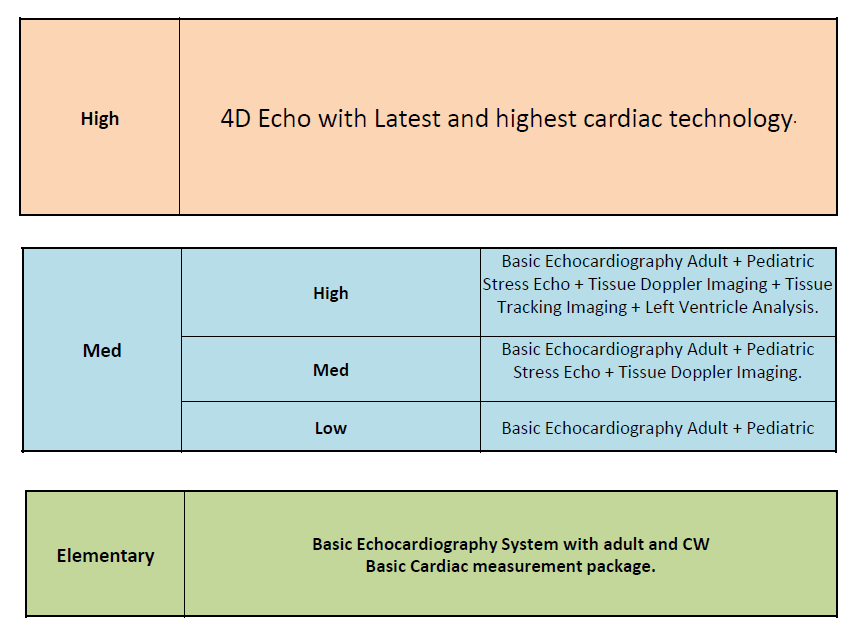 High
4D Echo with Latest and highest cardiac technology.
Med
High
Basic Echocardiography Adult + Pediatric
Stress Echo + Tissue Doppler Imaging + Tissue
Tracking Imaging + Left Ventricle Analysis.
Med
Basic Echocardiography Adult + Pediatric
Stress Echo + Tissue Doppler Imaging.
Low
Basic Echocardiography Adult + Pediatric
Elementary
Basic Echocardiography System with adult and CW
Basic Cardiac measurement package.